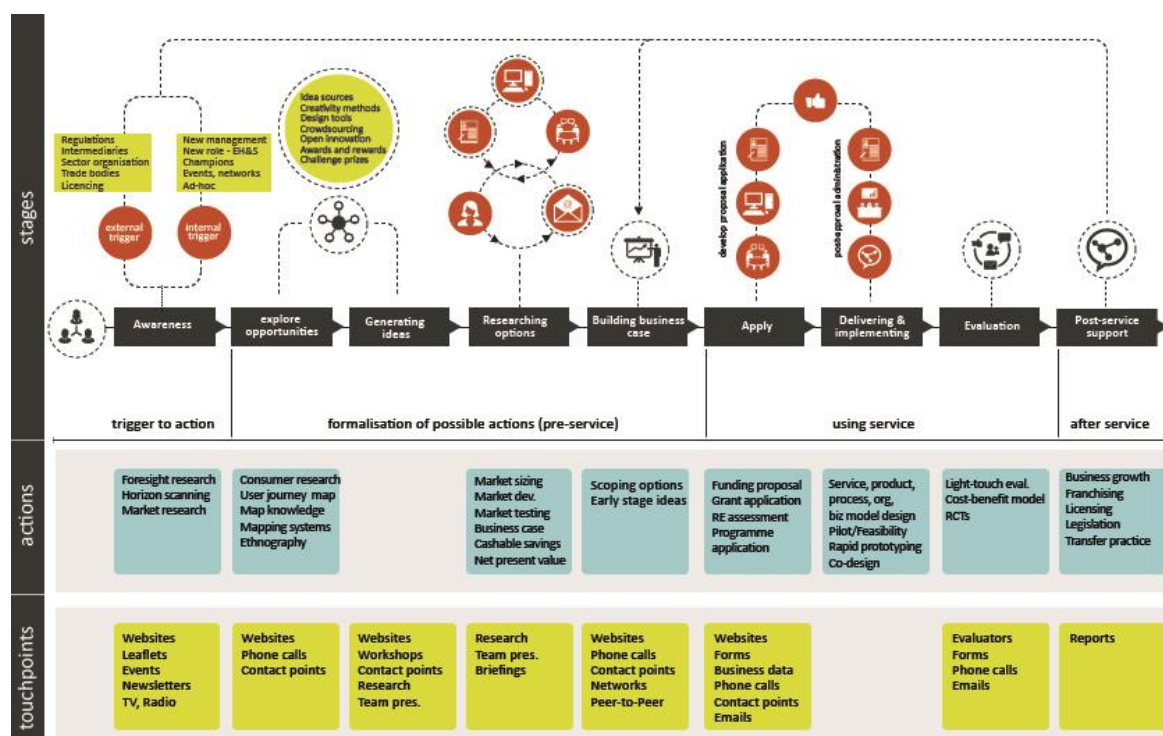 stages
Regulations
Intermediaries
Sector organisation
Trade bodies
Licencing
New management
New role - EH&S
Champions
Events, networks
Ad-hoc
external
trigger
internal
trigger
Idea sources
Creativity methods
Design tools
Crowdsourcing
Open innovation
Awards and rewards
Challenge prizes
@
develop proposal application
post-approval administration
Awareness
explore
opportunities
Generating
ideas
Researching
options
Building business
case
Apply
Delivering &
implementing
Evaluation
Post-service
support
trigger to action
formalisation of possible actions (pre-service)
using service
after service
actions
Foresight research
Horizon scanning
Market research
Consumer research
User journey map
Map knowledge
Mapping systems
Ethnography
Market sizing
Market dev.
Market testing
Business case
Cashable savings
Net present value
Scoping options
Early stage ideas
Funding proposal
Grant application
RE assessment
Programme
application
Service, product,
process, org,
biz model design
Pilot/Feasibility
Rapid prototyping
Co-design
Light-touch eval.
Cost-benefit model
RCTs
Business growth
Franchising
Licensing
Legislation
Transfer practice
touchpoints
Websites
Leaflets
Events
Newsletters
TV, Radio
Websites
Phone calls
Contact points
Websites
Workshops
Contact points
Research
Team pres.
Research
Team pres.
Briefings
Websites
Phone calls
Contact points
Networks
Peer-to-Peer
Websites
Forms
Business data
Phone calls
Contact points
Emails
Evaluators
Forms
Phone calls
Emails
Reports